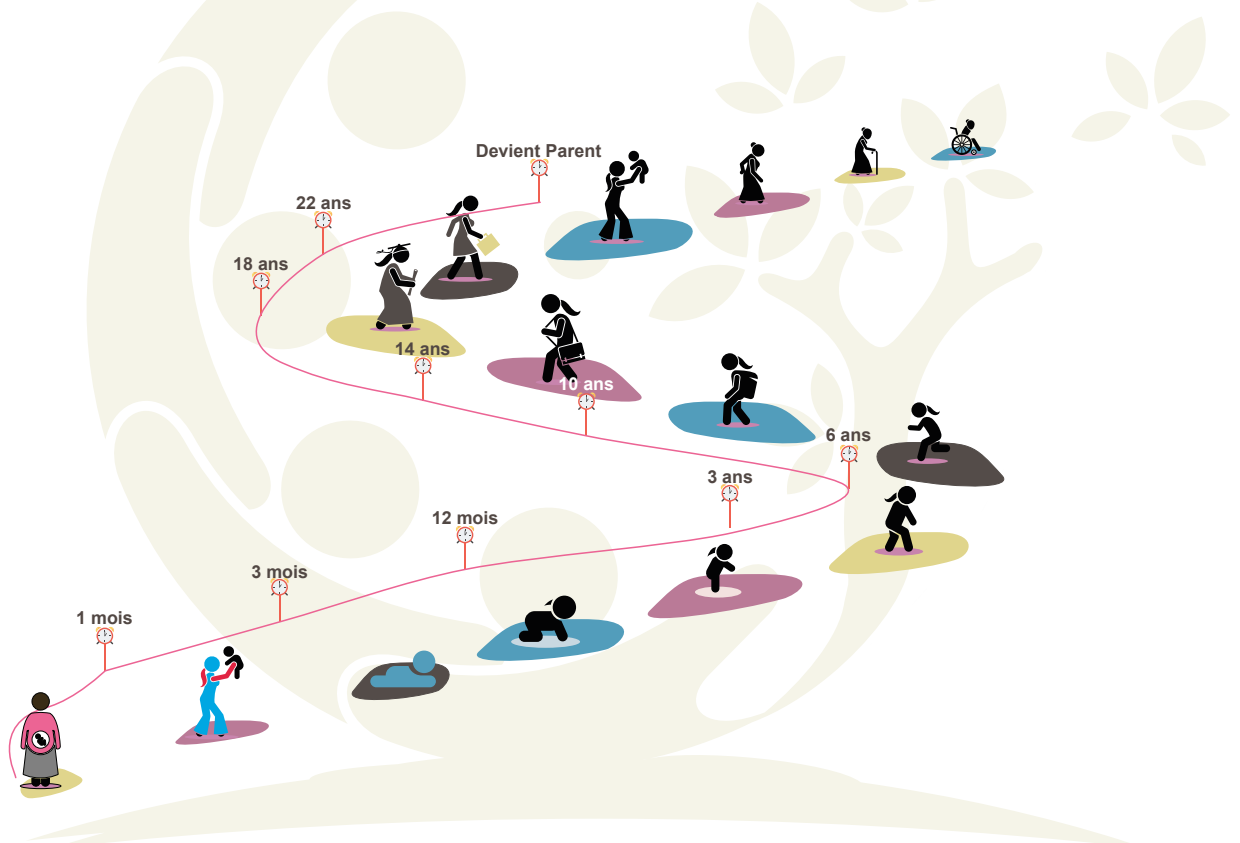 Devient Parent
22 ans
18 ans
14 ans
10 ans
6 ans
3 ans
12 mois
3 mois
1 mois